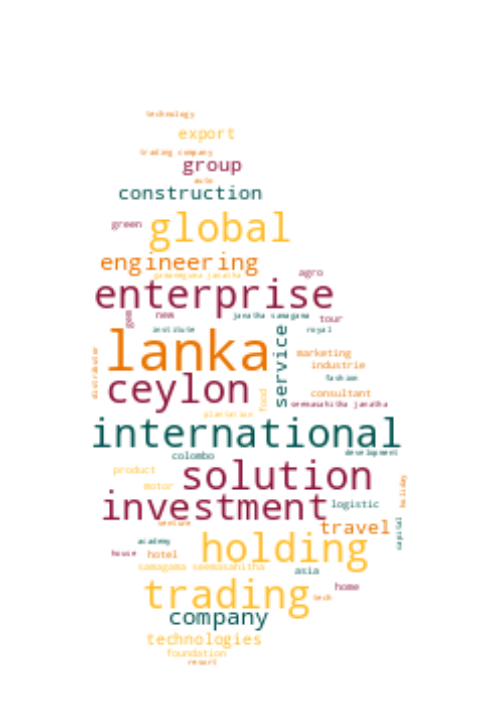 technology
export
trading company
group
auto
construction
green
global
engineering
agro
samamaguna janatha
enterprise
gem
new
janatha samagama
tour
institute
royal
lanka
service
marketing
industrie
distributor
fashion
ceylon
food
consultant
seemasahitha janatha
plantation
international
colombo
development
product
solution
motor
holiday
investment
logistic
venture
travel
capital
academy
holding
house
hotel
samagama seemasahitha
asia
home
trading
tech
company
technologies
foundation
resort